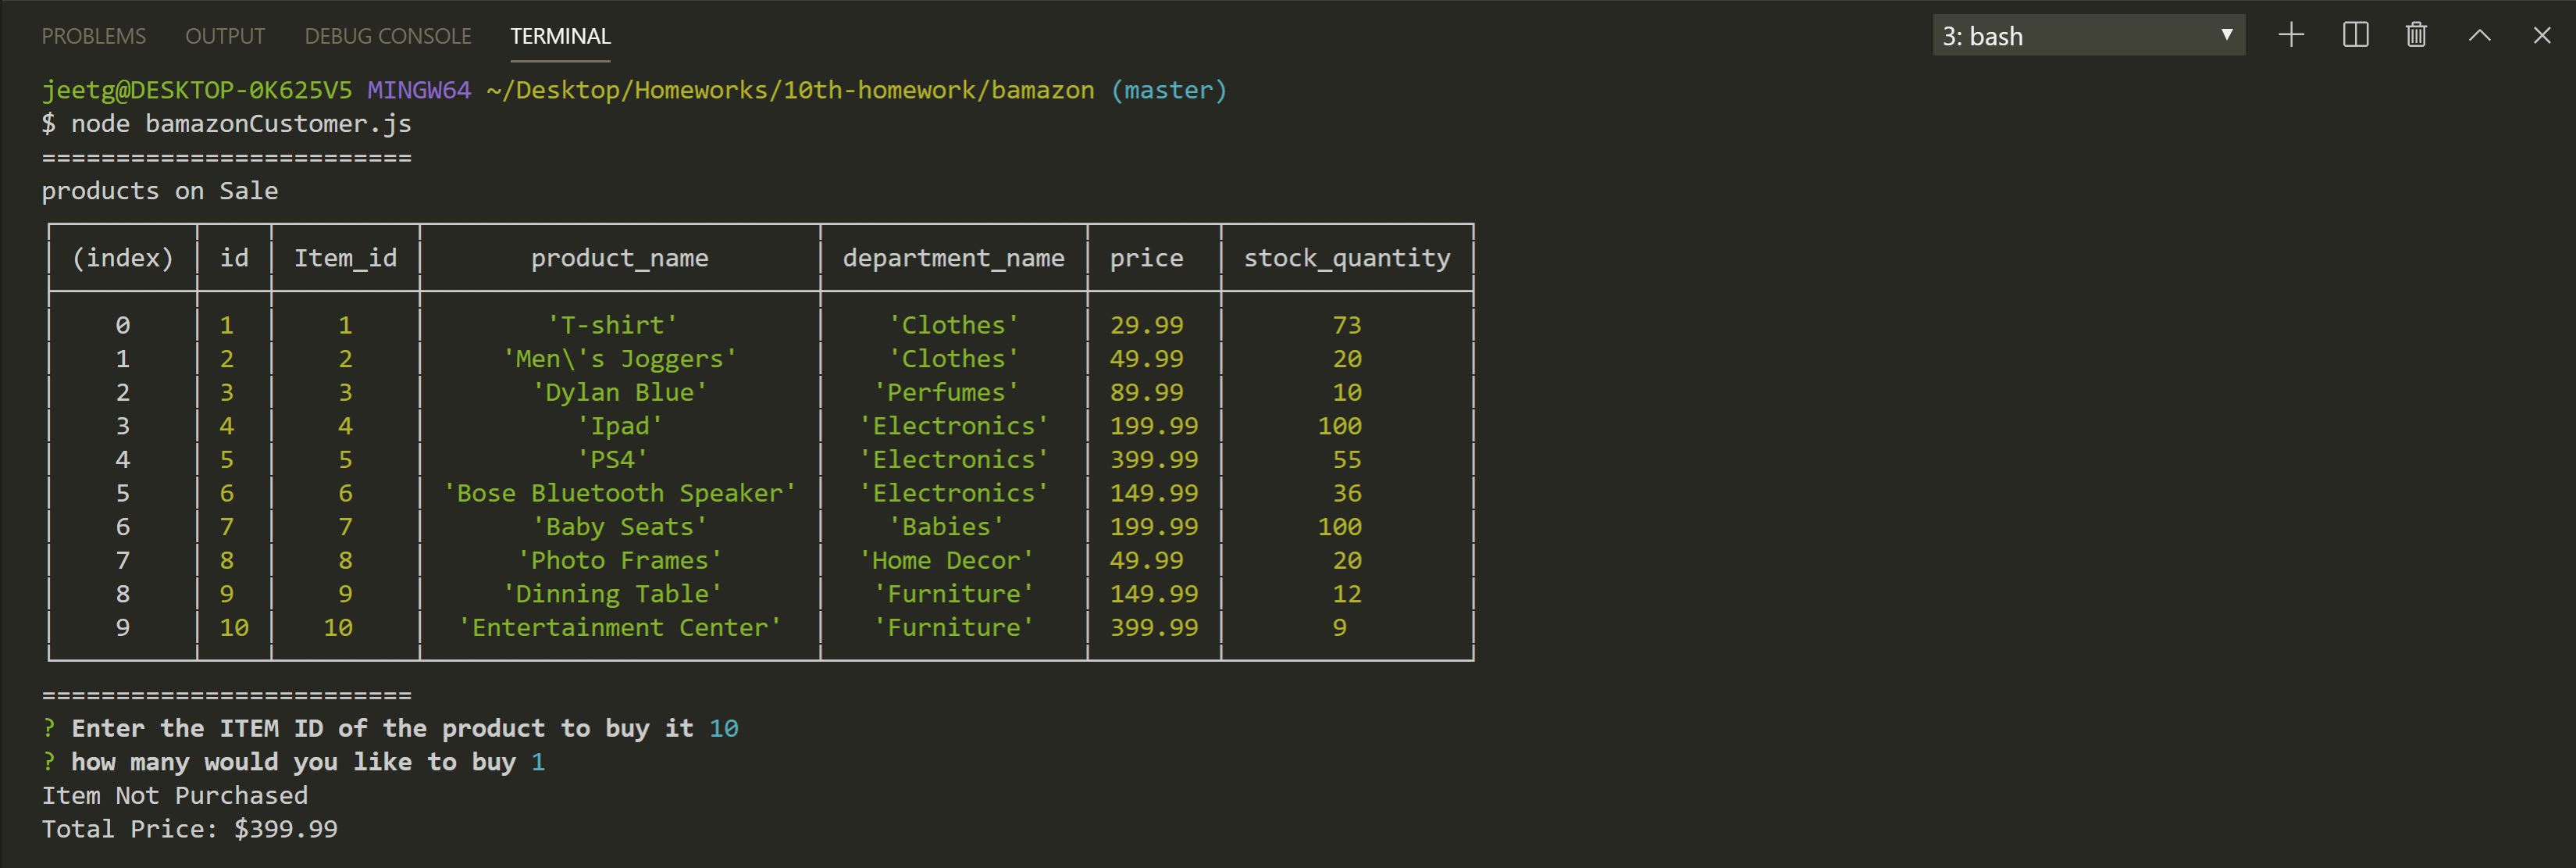 PROBLEMS OUTPUT DEBUG CONSOLE TERMINAL 3: bash
jeetg@DESKTOP-0K625V5 MINGW64 ~/Desktop/Homeworks/10th-homework/bamazon (master)
$ node bamazonCustomer.js
=========================
products on Sale
(index) id Item_id product_name department_name price stock_quantity
0 1 1 'T-shirt' 'Clothes' 29.99 73
1 2 2 'Men\'s Joggers' 'Clothes' 49.99 20
2 3 3 'Dylan Blue' 'Perfumes' 89.99 10
3 4 4 'Ipad' 'Electronics' 199.99 100
4 5 5 'PS4' 'Electronics' 399.99 55
5 6 6 'Bose Bluetooth Speaker' 'Electronics' 149.99 36
6 7 7 'Baby Seats' 'Babies' 199.99 100
7 8 8 'Photo Frames' 'Home Decor' 49.99 20
8 9 9 'Dinning Table' 'Furniture' 149.99 12
9 10 10 'Entertainment Center' 'Furniture' 399.99 9
=========================
? Enter the ITEM ID of the product to buy it 10
? how many would you like to buy 1
Item Not Purchased
Total Price: $399.99